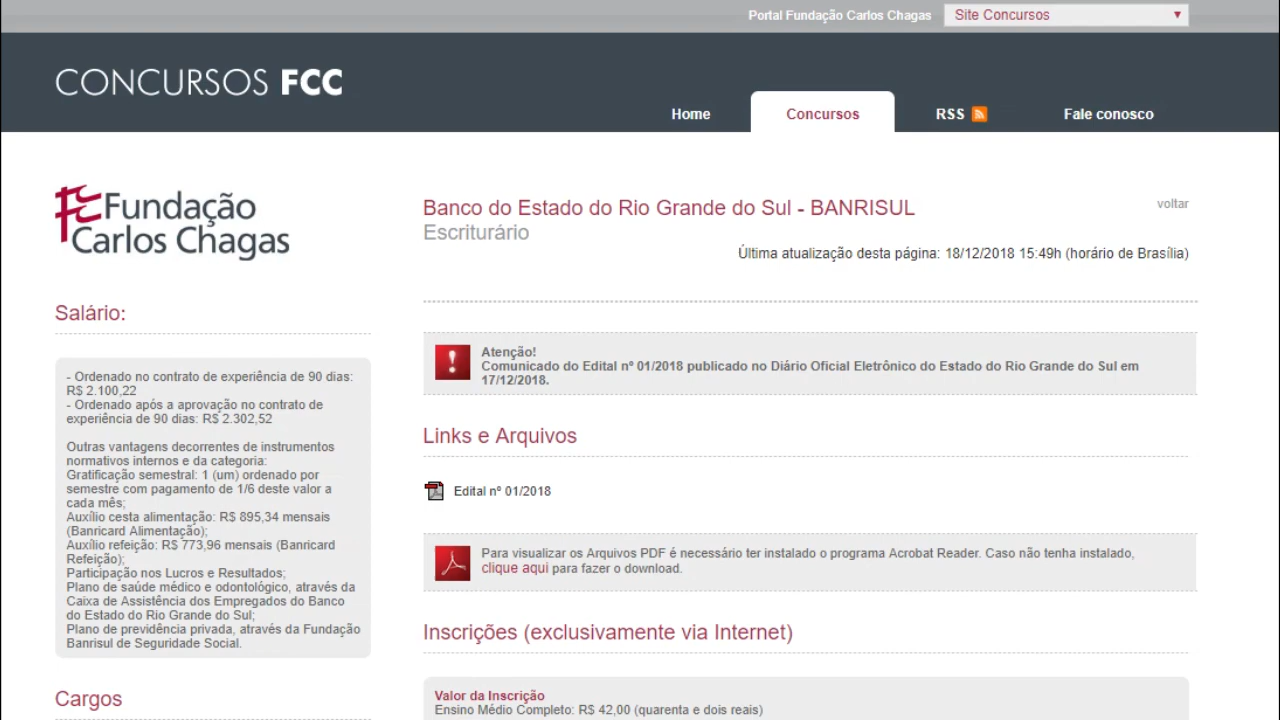 Portal Fundação Carlos Chagas
Site Concursos
CONCURSOS FCC
Home
Concursos
RSS
Fale conosco
Fundação
Carlos Chagas
Banco do Estado do Rio Grande do Sul - BANRISUL
voltar
Escriturário
Última atualização desta página: 18/12/2018 15:49h (horário de Brasília)
Salário:
- Ordenado no contrato de experiência de 90 dias:
R$ 2.100,22
- Ordenado após a aprovação no contrato de
experiência de 90 dias: R$ 2.302,52
Outras vantagens decorrentes de instrumentos
normativos internos e da categoria:
Gratificação semestral: 1 (um) ordenado por
semestre com pagamento de 1/6 deste valor a
cada mês;
Auxílio cesta alimentação: R$ 895,34 mensais
(Banricard Alimentação);
Auxílio refeição: R$ 773,96 mensais (Banricard
Refeição);
Participação nos Lucros e Resultados;
Plano de saúde médico e odontológico, através da
Caixa de Assistência dos Empregados do Banco
do Estado do Rio Grande do Sul;
Plano de previdência privada, através da Fundação
Banrisul de Seguridade Social.
Cargos
Atenção!
Comunicado do Edital nº 01/2018 publicado no Diário Oficial Eletrônico do Estado do Rio Grande do Sul em
17/12/2018.
Links e Arquivos
Edital nº 01/2018
Para visualizar os Arquivos PDF é necessário ter instalado o programa Acrobat Reader. Caso não tenha instalado,
clique aqui para fazer o download.
Inscrições (exclusivamente via Internet)
Valor da Inscrição
Ensino Médio Completo: R$ 42,00 (quarenta e dois reais)